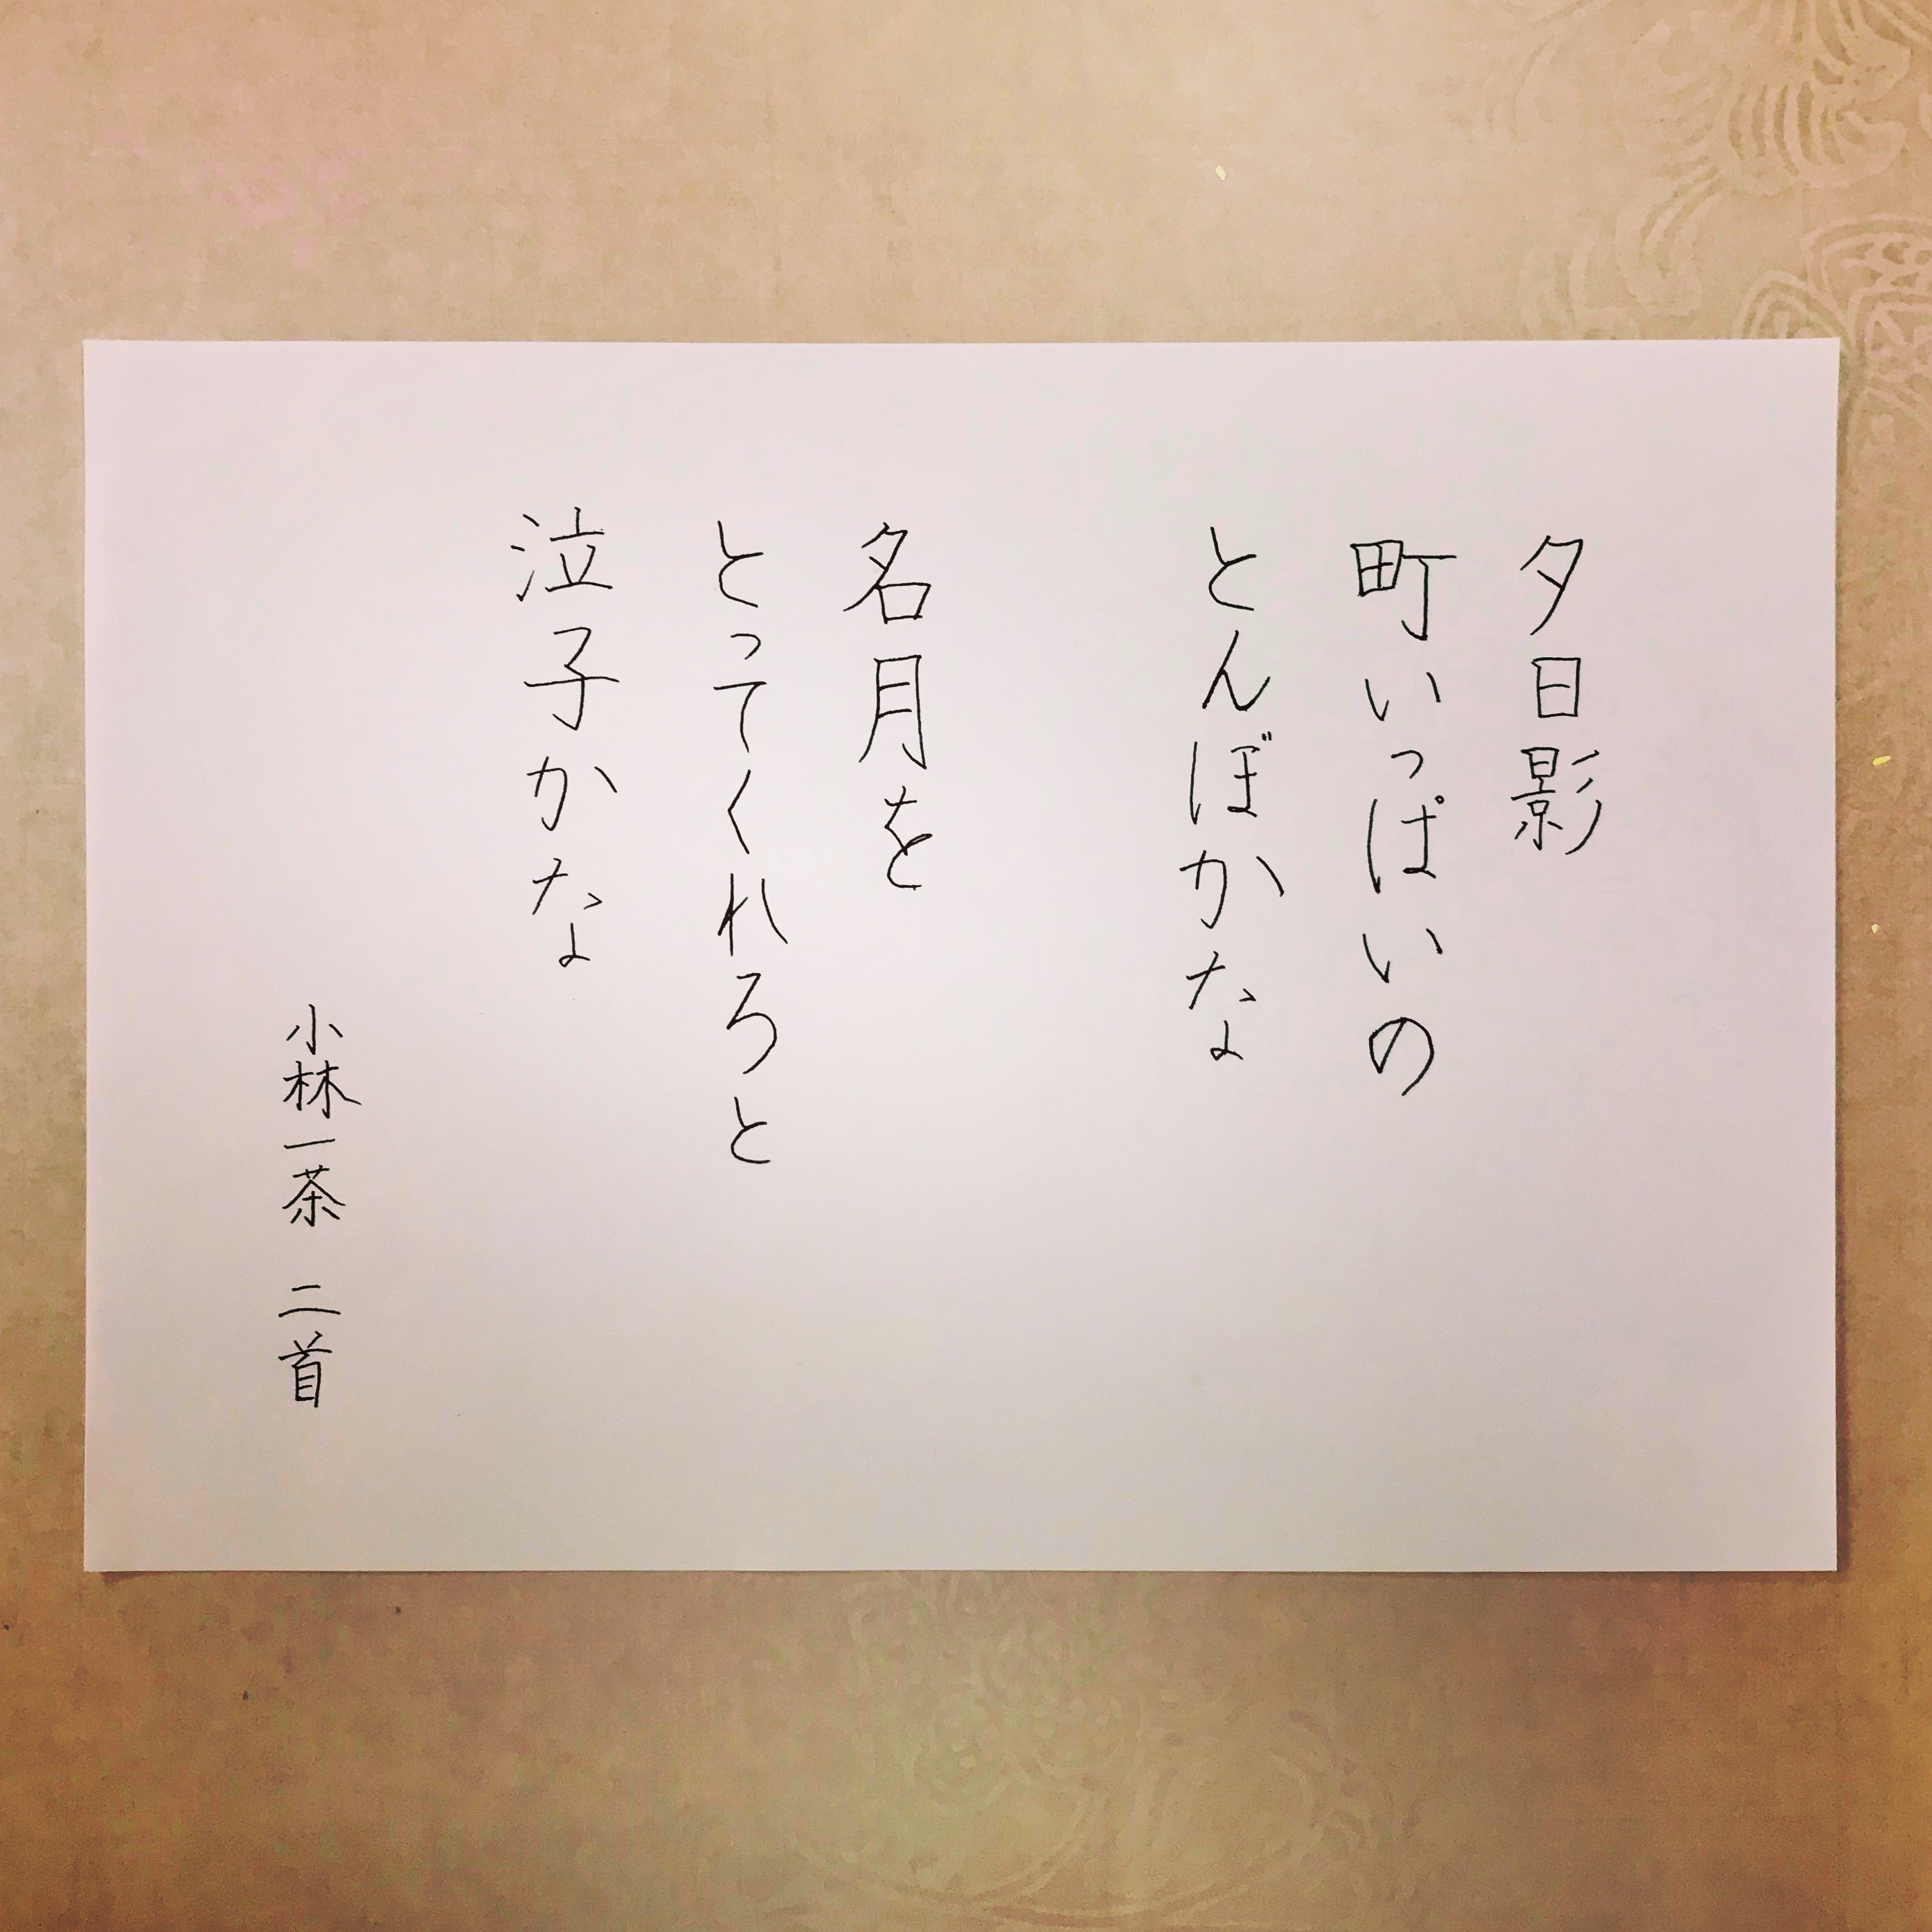 夕日影
町いっぱいの
とんぼかな
名月を
とってくれろと
泣子かな
小林一茶 二首